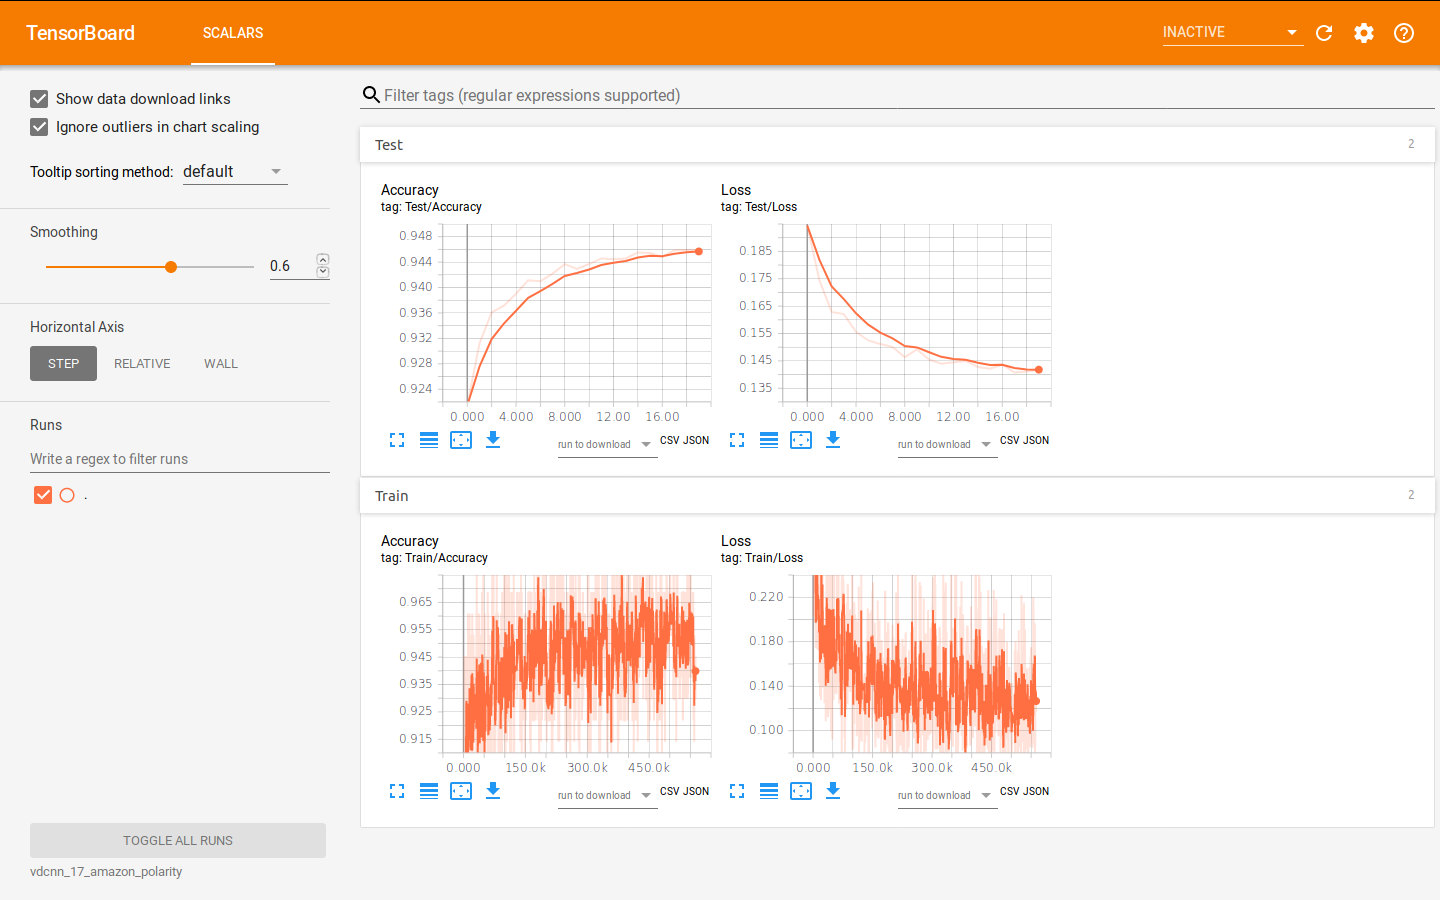 TensorBoard
SCALARS
INACTIVE
Show data download links
Ignore outliers in chart scaling
Tooltip sorting method: default
Smoothing
0.6
Horizontal Axis
STEP RELATIVE WALL
Runs
Write a regex to filter runs
.
TOGGLE ALL RUNS
vdcnn_17_amazon_polarity
Filter tags (regular expressions supported)
Test 2
Accuracy
tag: Test/Accuracy
0.948
0.944
0.940
0.936
0.932
0.928
0.924
0.000 4.000 8.000 12.00 16.00
run to download CSV JSON
Loss
tag: Test/Loss
0.185
0.175
0.165
0.155
0.145
0.135
0.000 4.000 8.000 12.00 16.00
run to download CSV JSON
Train 2
Accuracy
tag: Train/Accuracy
0.965
0.955
0.945
0.935
0.925
0.915
0.000 150.0k 300.0k 450.0k
run to download CSV JSON
Loss
tag: Train/Loss
0.220
0.180
0.140
0.100
0.000 150.0k 300.0k 450.0k
run to download CSV JSON